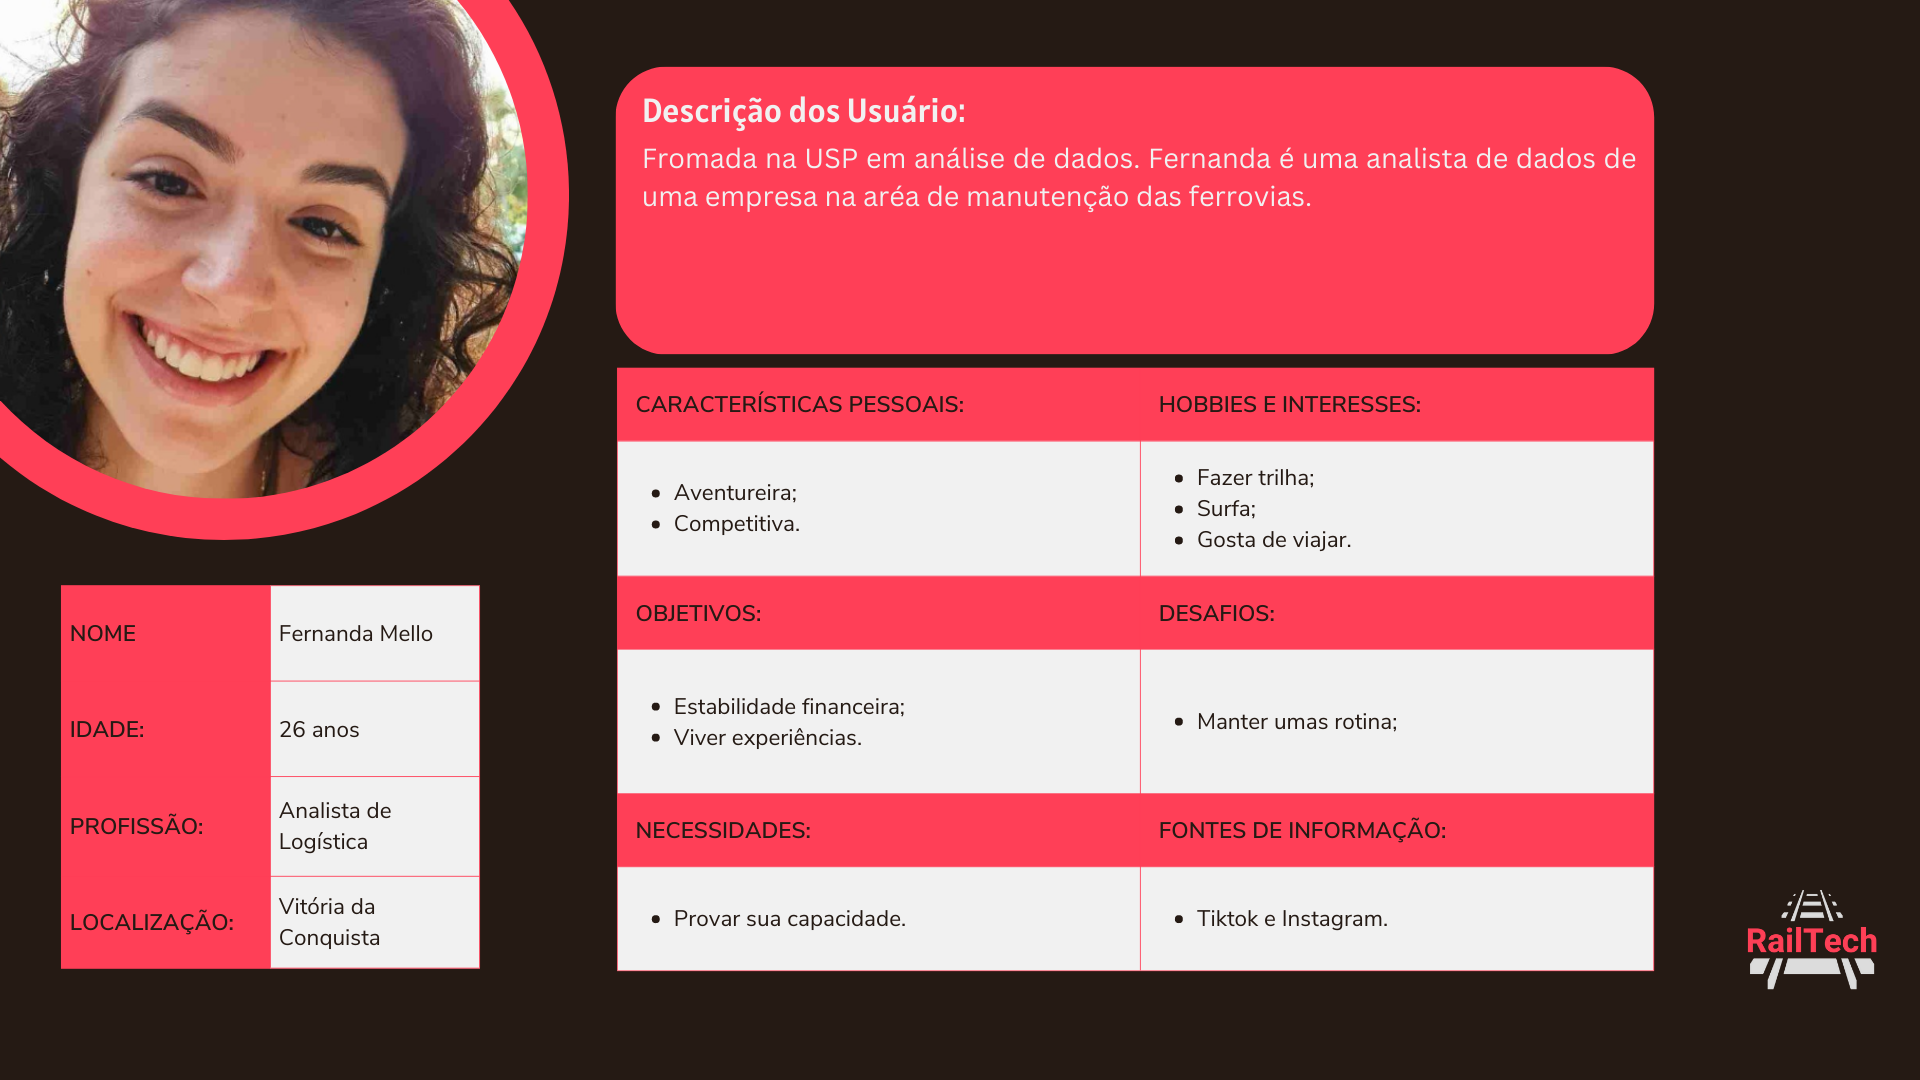 Descrição dos Usuário:
Fromada na USP em análise de dados. Fernanda é uma analista de dados de
uma empresa na aréa de manutenção das ferrovias.
CARACTERÍSTICAS PESSOAIS:
HOBBIES E INTERESSES:
Aventureira;
Competitiva.
Fazer trilha;
Surfa;
Gosta de viajar.
OBJETIVOS:
DESAFIOS:
Estabilidade financeira;
Viver experiências.
Manter umas rotina;
NECESSIDADES:
FONTES DE INFORMAÇÃO:
Provar sua capacidade.
Tiktok e Instagram.
NOME
Fernanda Mello
IDADE:
26 anos
PROFISSÃO:
Analista de
Logística
LOCALIZAÇÃO:
Vitória da
Conquista
RailTech